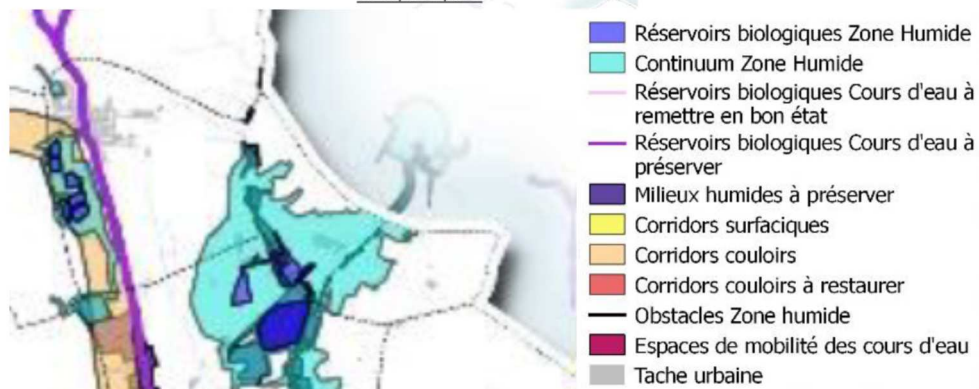 Réservoirs biologiques Zone Humide
Continuum Zone Humide
Réservoirs biologiques Cours d'eau à
remettre en bon état
Réservoirs biologiques Cours d'eau à
préserver
Milieux humides à préserver
Corridors surfaciques
Corridors couloirs
Corridors couloirs à restaurer
Obstacles Zone humide
Espaces de mobilité des cours d'eau
Tache urbaine